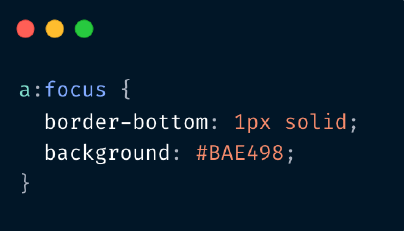 a:focus {
  border-bottom: 1px solid;
  background: #BAE498;
}